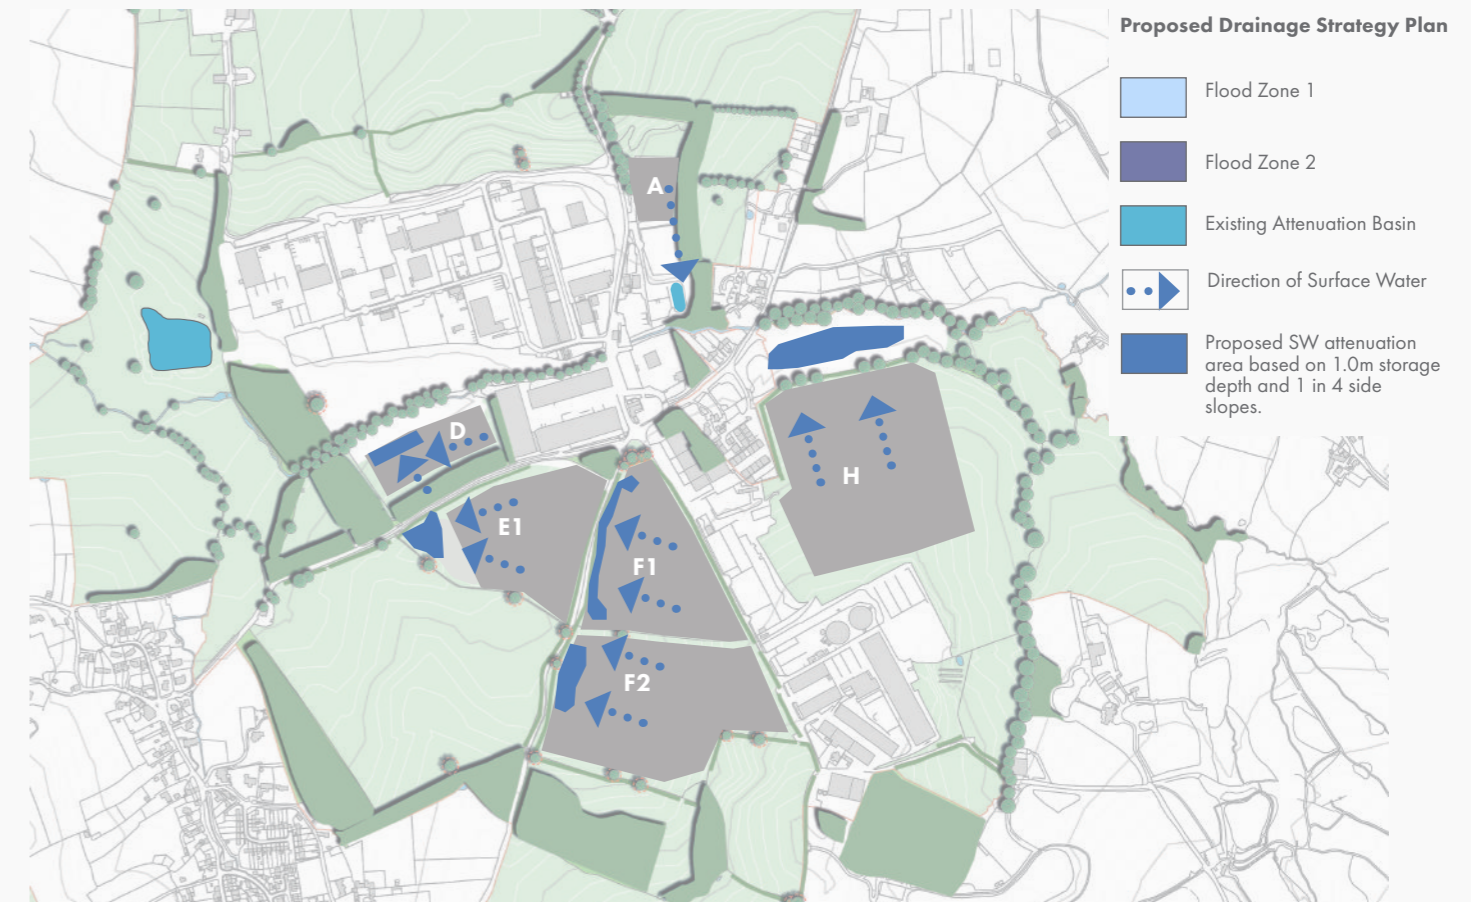 Proposed Drainage Strategy Plan
Flood Zone 1
Flood Zone 2
Existing Attenuation Basin
Direction of Surface Water
Proposed SW attenuation
area based on 1.0m storage
depth and 1 in 4 side
slopes.
A
D
H
E1
F1
F2